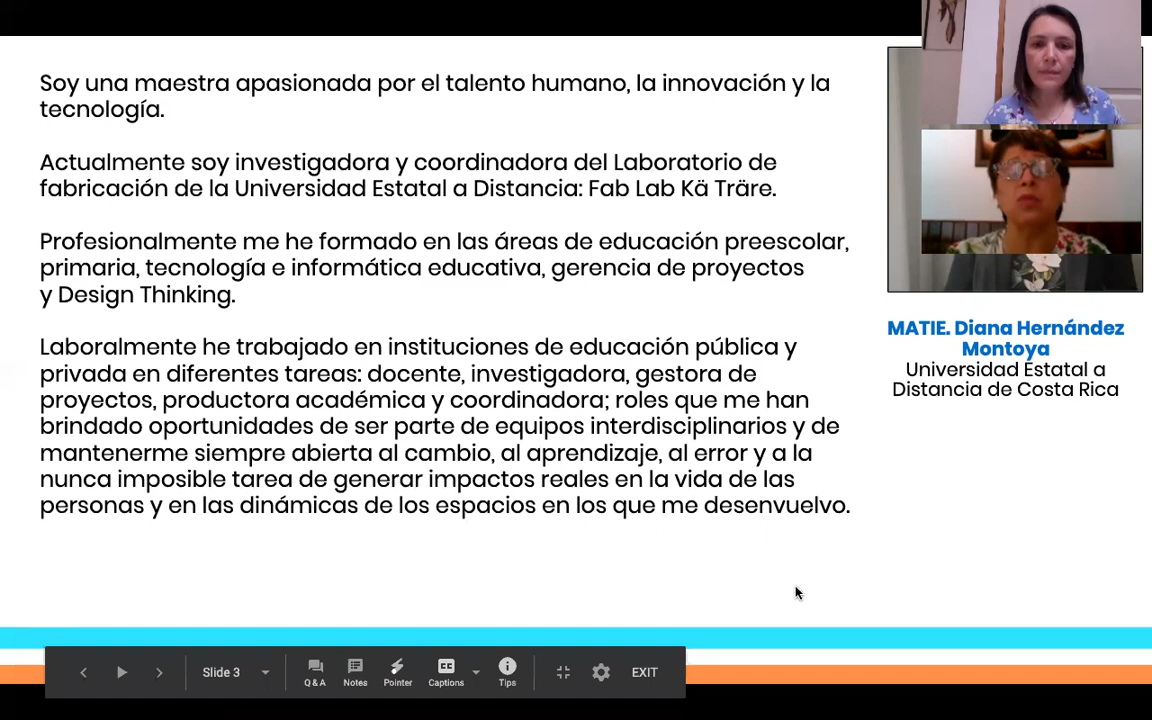 Soy una maestra apasionada por el talento humano, la innovación y la
tecnología.
Actualmente soy investigadora y coordinadora del Laboratorio de
fabricación de la Universidad Estatal a Distancia: Fab Lab Kä Träre.
Profesionalmente me he formado en las áreas de educación preescolar,
primaria, tecnología e informática educativa, gerencia de proyectos
y Design Thinking.
Laboralmente he trabajado en instituciones de educación pública y
privada en diferentes tareas: docente, investigadora, gestora de
proyectos, productora académica y coordinadora; roles que me han
brindado oportunidades de ser parte de equipos interdisciplinarios y de
mantenerme siempre abierta al cambio, al aprendizaje, al error y a la
nunca imposible tarea de generar impactos reales en la vida de las
personas y en las dinámicas de los espacios en los que me desenvuelvo.
MATIE. Diana Hernández
Montoya
Universidad Estatal a
Distancia de Costa Rica
Slide 3
Q & A
Notes
Pointer
CC
Captions
Tips
EXIT